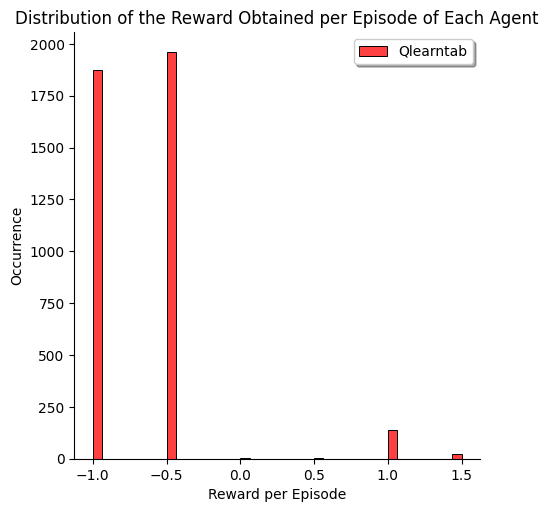 Distribution of the Reward Obtained per Episode of Each Agent
Qlearntab
2000
1750
1500
1250
1000
750
500
250
0
Occurrence
−1.0 −0.5 0.0 0.5 1.0 1.5
Reward per Episode